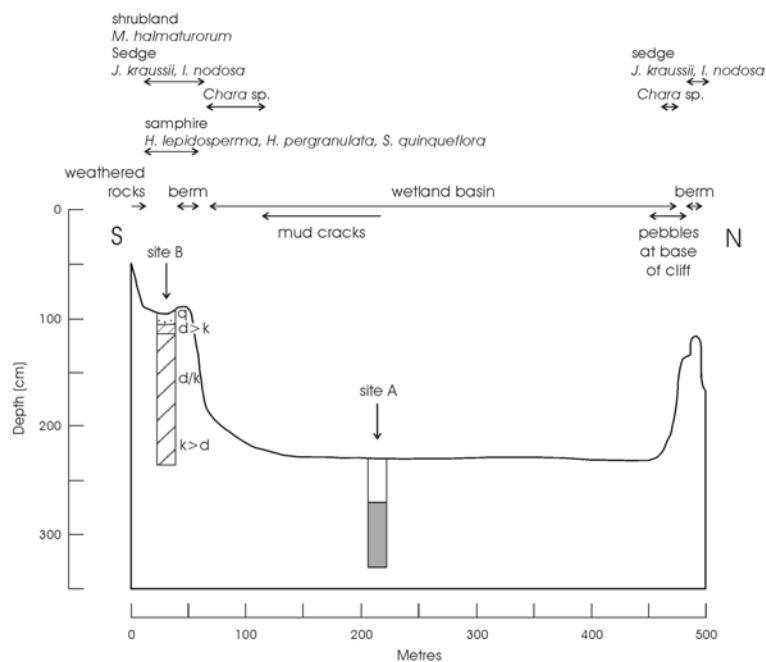 shrubland
M. halmaturorum
Sedge
J. kraussii, I. nodosa
Chara sp.
samphire
H. lepidosperma, H. pergranulata, S. quinqueflora
sedge
J. kraussii, I. nodosa
Chara sp.
weathered
rocks
berm
wetland basin
berm
mud cracks
pebbles
at base
of cliff
S
N
site B
a
d>k
d/k
k>d
site A
Depth (cm)
0
100
200
300
0
100
200
300
400
500
Metres